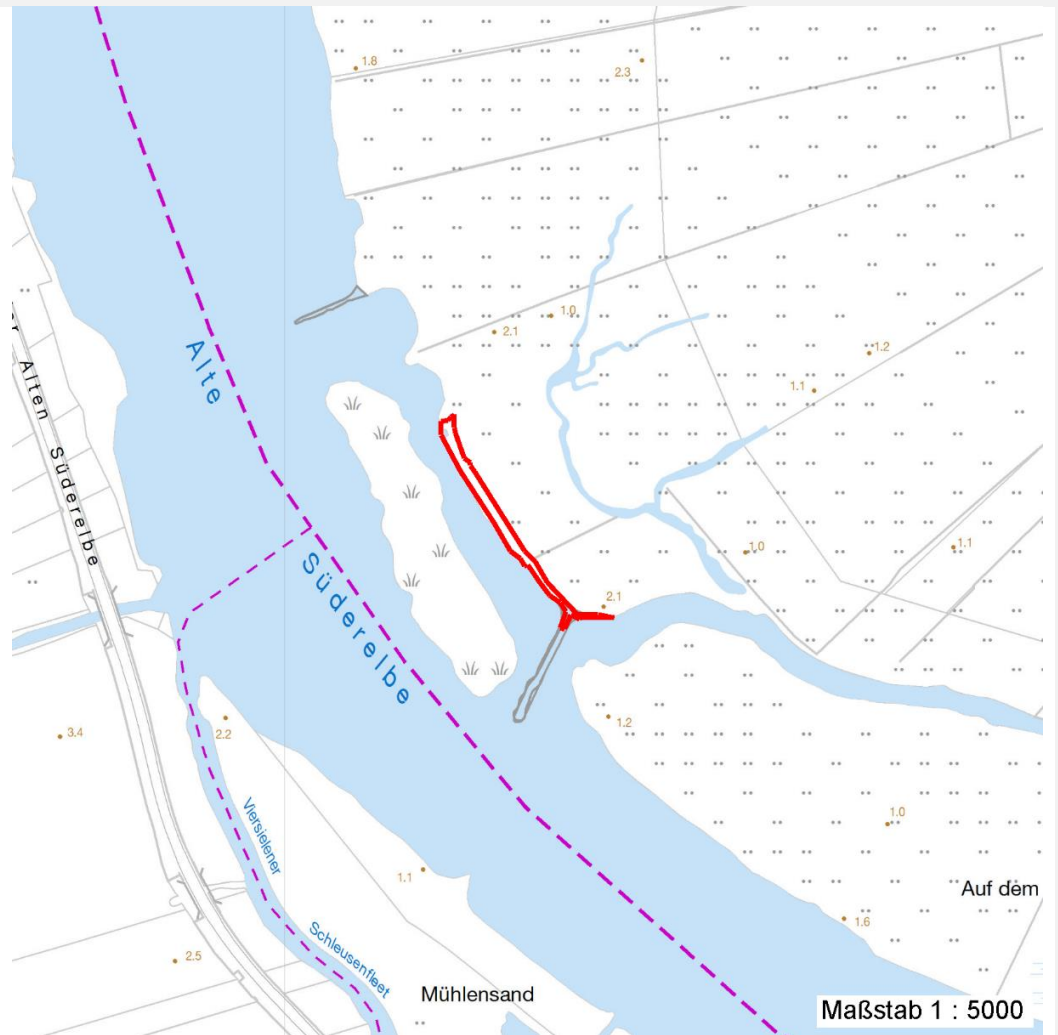 1.8
2.3
Alte
1.0
2.1
1.2
1.1
er Alten Süderelbe
Süderelbe
1.0
1.1
2.1
2.2
1.2
3.4
Viersielener
1.0
1.1
Auf dem
1.6
Schleusenfleet
2.5
Mühlensand
Maßstab 1 : 5000